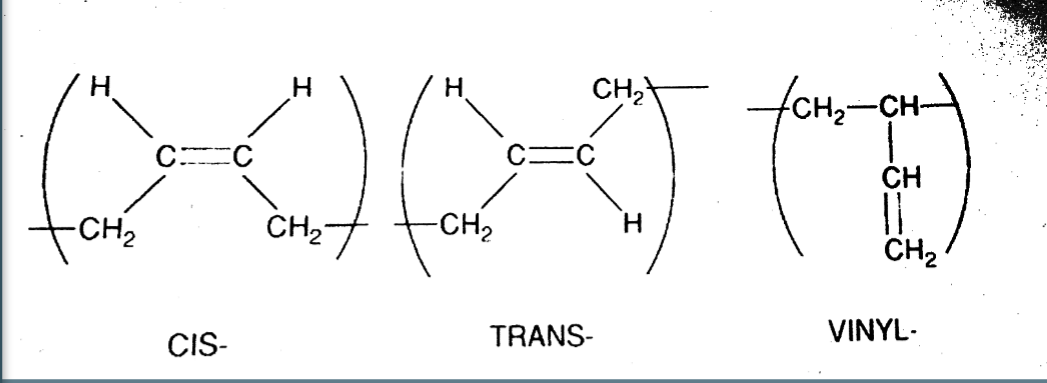 H H H CH₂ CH₂ CH
C C C C CH
CH₂ CH₂ CH₂ H CH₂
CIS- TRANS- VINYL-